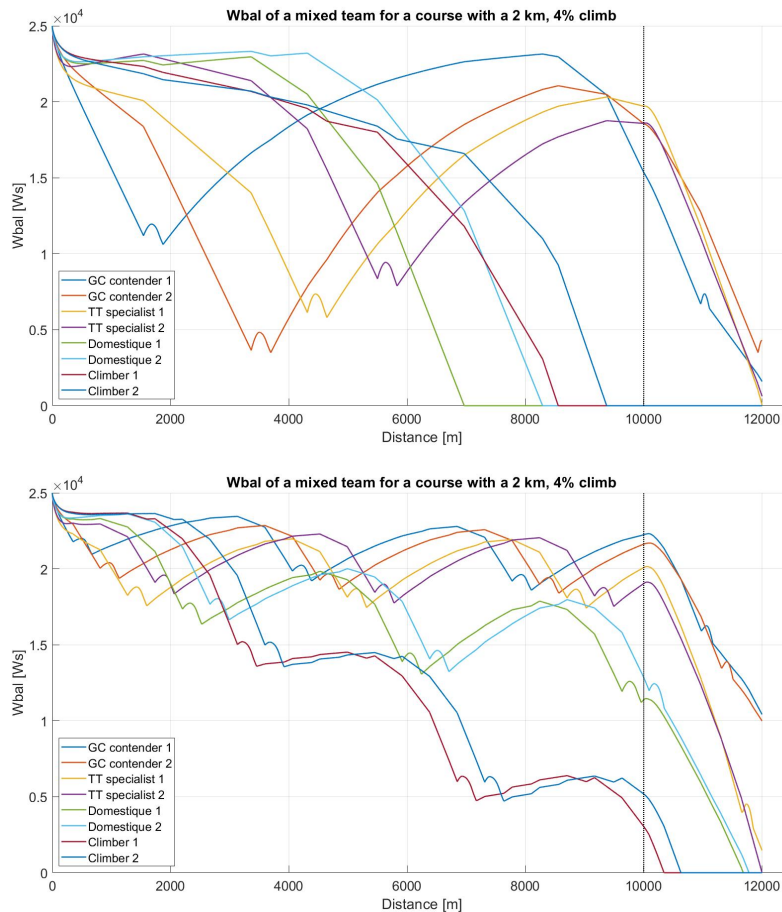 Wbal of a mixed team for a course with a 2 km, 4% climb
×10⁴
2.5
2
1.5
1
0.5
0
Wbal [Ws]
GC contender 1
GC contender 2
TT specialist 1
TT specialist 2
Domestique 1
Domestique 2
Climber 1
Climber 2
0 2000 4000 6000 8000 10000 12000
Distance [m]
Wbal of a mixed team for a course with a 2 km, 4% climb
×10⁴
2.5
2
1.5
1
0.5
0
Wbal [Ws]
GC contender 1
GC contender 2
TT specialist 1
TT specialist 2
Domestique 1
Domestique 2
Climber 1
Climber 2
0 2000 4000 6000 8000 10000 12000
Distance [m]